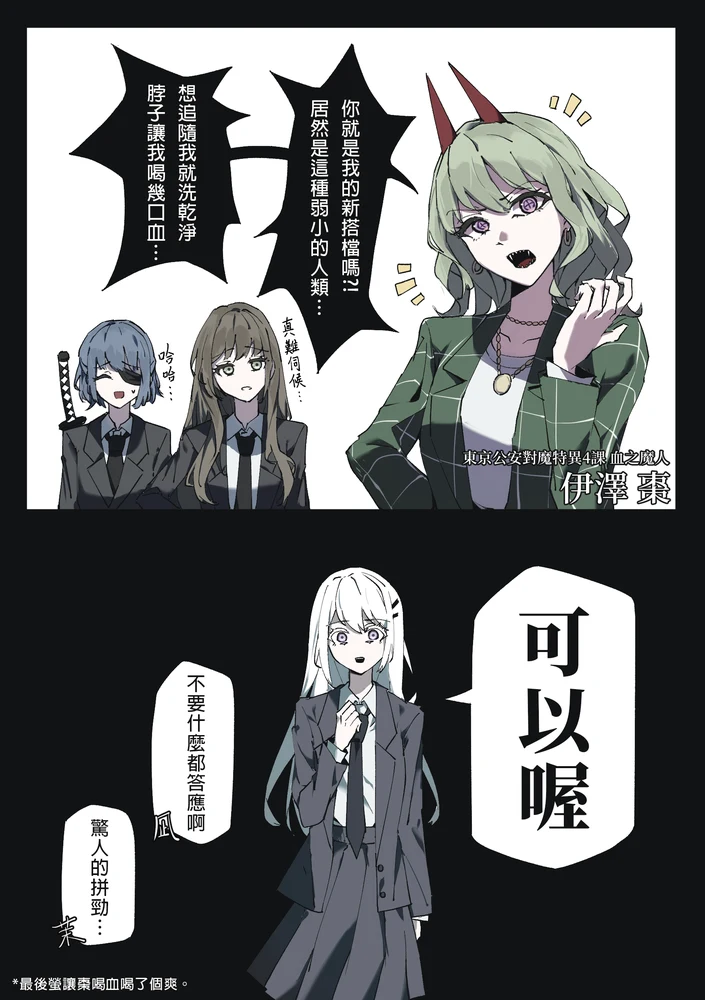 你就是我的新搭檔嗎?!
居然是這種弱小的人類…
想追隨我就洗乾淨
脖子讓我喝幾口血…
真難伺候…
哈哈…
東京公安對魔特異4課 血之魔人
伊澤 棗
可以喔
不要什麼都答應啊
凪
驚人的拼勁…
茉
*最後螢讓棗喝血喝了個爽。